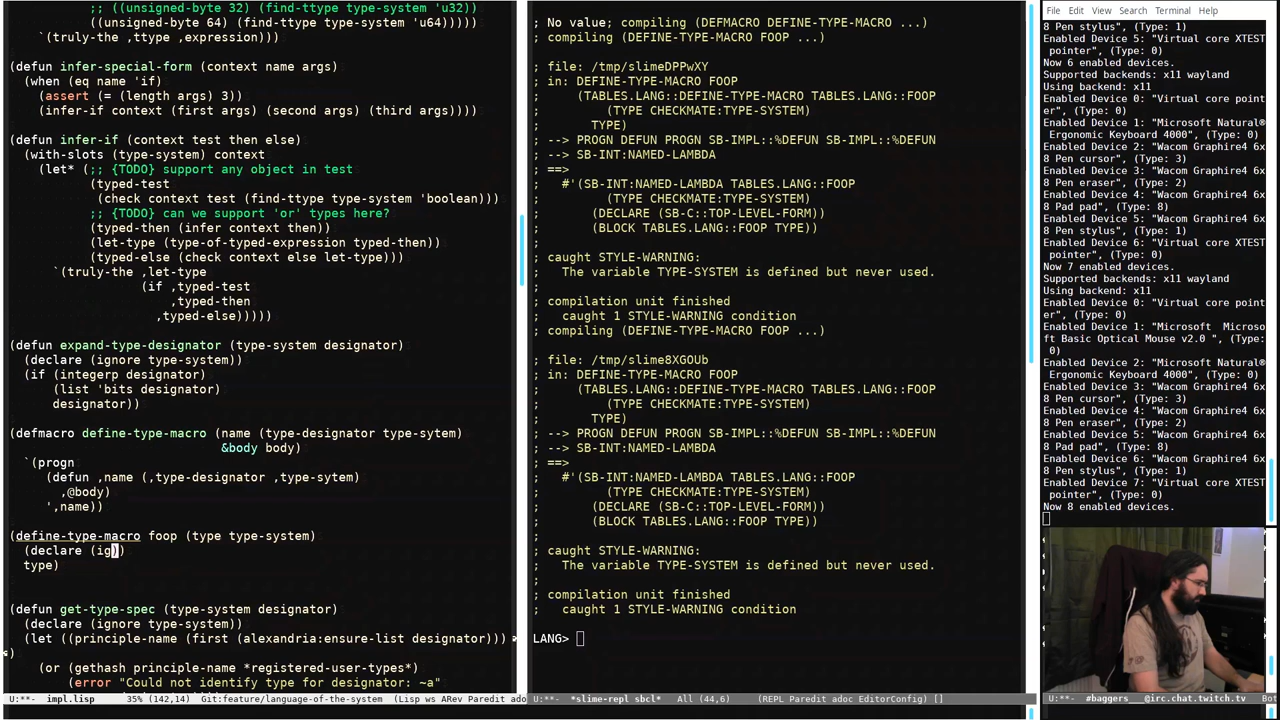 ;; ((unsigned-byte 32) (find-ttype type-system 'u32))
;; ((unsigned-byte 64) (find-ttype type-system 'u64))
`(truly-the ,ttype ,expression)))
(defun infer-special-form (context name args)
(when (eq name 'if)
(assert (= (length args) 3))
(infer-if context (first args) (second args) (third args))))
(defun infer-if (context test then else)
(with-slots (type-system) context
(let* (;; {TODO} support any object in test
(typed-test
(check context test (find-ttype type-system 'boolean)))
;; {TODO} can we support 'or' types here?
(typed-then (infer context then))
(let-type (type-of-typed-expression typed-then))
(typed-else (check context else let-type)))
`(truly-the ,let-type
(if ,typed-test
,typed-then
,typed-else)))))
(defun expand-type-designator (type-system designator)
(declare (ignore type-system))
(if (integerp designator)
(list 'bits designator)
designator))
(defmacro define-type-macro (name (type-designator type-sytem)
&body body)
`(progn
(defun ,name (,type-designator ,type-sytem)
,@body)
',name))
(define-type-macro foop (type type-system)
(declare (ig))
type)
(defun get-type-spec (type-system designator)
(declare (ignore type-system))
(let ((principle-name (first (alexandria:ensure-list designator)))
)
(or (gethash principle-name *registered-user-types*)
(error "Could not identify type for designator: ~a"
U:**- impl.lisp 35% (142,14) Git:feature/language-of-the-system (Lisp ws ARev Paredit adoc
; No value; compiling (DEFMACRO DEFINE-TYPE-MACRO ...)
; compiling (DEFINE-TYPE-MACRO FOOP ...)
; file: /tmp/slimeDPPwXY
; in: DEFINE-TYPE-MACRO FOOP
; (TABLES.LANG::DEFINE-TYPE-MACRO TABLES.LANG::FOOP
; (TYPE CHECKMATE:TYPE-SYSTEM)
; TYPE)
; --> PROGN DEFUN PROGN SB-IMPL::%DEFUN SB-IMPL::%DEFUN
; --> SB-INT:NAMED-LAMBDA
; ==>
; #'(SB-INT:NAMED-LAMBDA TABLES.LANG::FOOP
; (TYPE CHECKMATE:TYPE-SYSTEM)
; (DECLARE (SB-C::TOP-LEVEL-FORM))
; (BLOCK TABLES.LANG::FOOP TYPE))
;
; caught STYLE-WARNING:
; The variable TYPE-SYSTEM is defined but never used.
;
; compilation unit finished
; caught 1 STYLE-WARNING condition
; compiling (DEFINE-TYPE-MACRO FOOP ...)
; file: /tmp/slime8XGOUb
; in: DEFINE-TYPE-MACRO FOOP
; (TABLES.LANG::DEFINE-TYPE-MACRO TABLES.LANG::FOOP
; (TYPE CHECKMATE:TYPE-SYSTEM)
; TYPE)
; --> PROGN DEFUN PROGN SB-IMPL::%DEFUN SB-IMPL::%DEFUN
; --> SB-INT:NAMED-LAMBDA
; ==>
; #'(SB-INT:NAMED-LAMBDA TABLES.LANG::FOOP
; (TYPE CHECKMATE:TYPE-SYSTEM)
; (DECLARE (SB-C::TOP-LEVEL-FORM))
; (BLOCK TABLES.LANG::FOOP TYPE))
;
; caught STYLE-WARNING:
; The variable TYPE-SYSTEM is defined but never used.
;
; compilation unit finished
; caught 1 STYLE-WARNING condition
LANG>
U:**- *slime-repl sbcl* All (44,6) (REPL Paredit adoc EditorConfig) []
File Edit View Search Terminal Help
8 Pen stylus", (Type: 1)
Enabled Device 5: "Virtual core XTEST
pointer", (Type: 0)
Now 6 enabled devices.
Supported backends: x11 wayland
Using backend: x11
Enabled Device 0: "Virtual core point
er", (Type: 0)
Enabled Device 1: "Microsoft Natural®
Ergonomic Keyboard 4000", (Type: 0)
Enabled Device 2: "Wacom Graphire4 6x
8 Pen cursor", (Type: 3)
Enabled Device 3: "Wacom Graphire4 6x
8 Pen eraser", (Type: 2)
Enabled Device 4: "Wacom Graphire4 6x
8 Pad pad", (Type: 8)
Enabled Device 5: "Wacom Graphire4 6x
8 Pen stylus", (Type: 1)
Enabled Device 6: "Virtual core XTEST
pointer", (Type: 0)
Now 7 enabled devices.
Supported backends: x11 wayland
Using backend: x11
Enabled Device 0: "Virtual core point
er", (Type: 0)
Enabled Device 1: "Microsoft Microso
ft Basic Optical Mouse v2.0 ", (Type:
0)
Enabled Device 2: "Microsoft Natural®
Ergonomic Keyboard 4000", (Type: 0)
Enabled Device 3: "Wacom Graphire4 6x
8 Pen cursor", (Type: 3)
Enabled Device 4: "Wacom Graphire4 6x
8 Pen eraser", (Type: 2)
Enabled Device 5: "Wacom Graphire4 6x
8 Pad pad", (Type: 8)
Enabled Device 6: "Wacom Graphire4 6x
8 Pen stylus", (Type: 1)
Enabled Device 7: "Virtual core XTEST
pointer", (Type: 0)
Now 8 enabled devices.
U:**- #baggers___@irc.chat.twitch.tv Bot